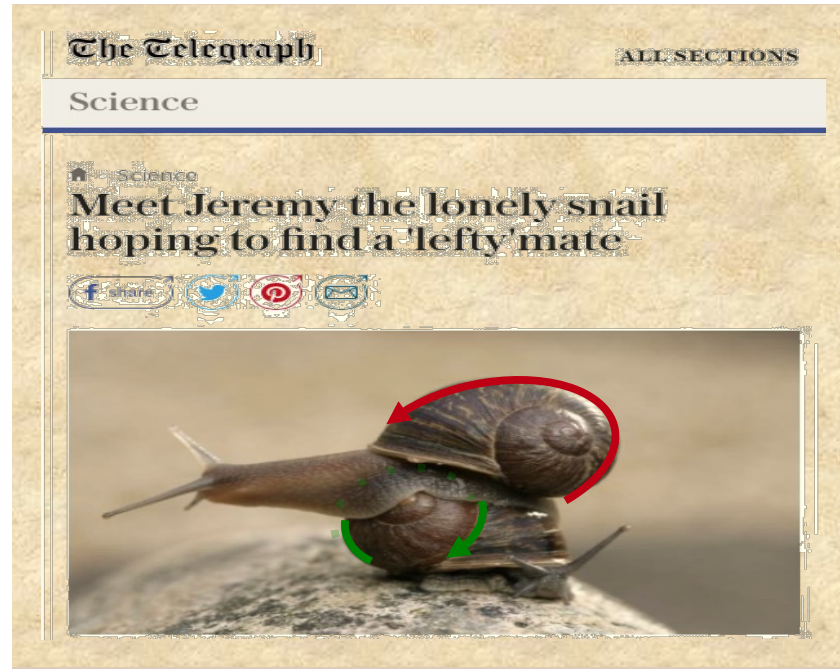 The Telegraph
ALL SECTIONS
Science
Science
Meet Jeremy the lonely snail
hoping to find a 'lefty'mate
f share